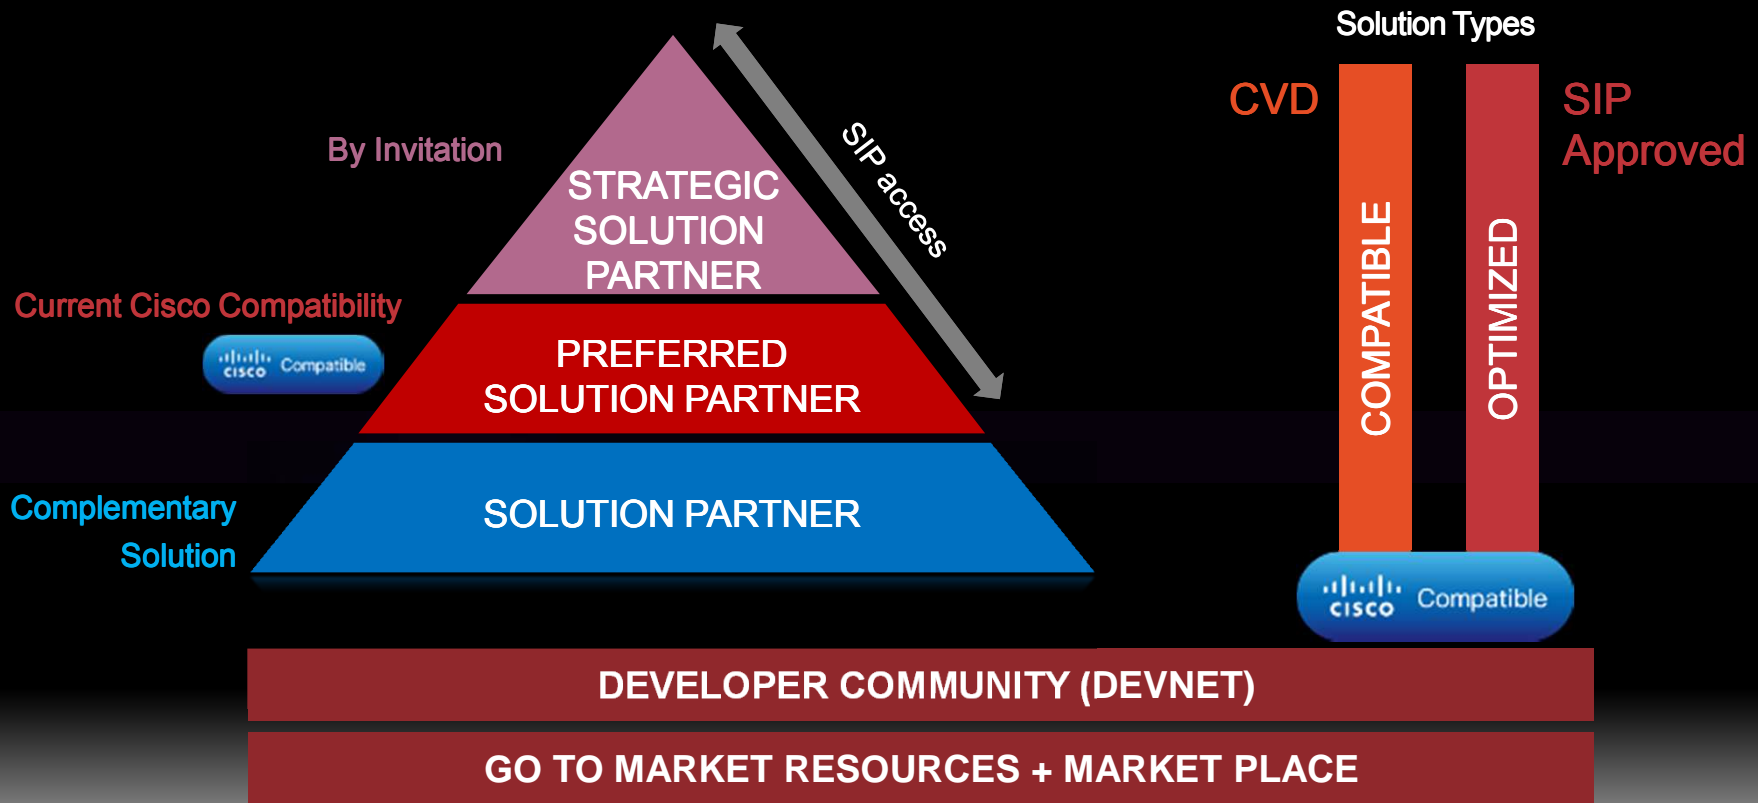 Solution Types
CVD
SIP
Approved
SIP access
By Invitation
STRATEGIC
SOLUTION
PARTNER
Current Cisco Compatibility
CISCO Compatible
PREFERRED
SOLUTION PARTNER
Complementary
Solution
SOLUTION PARTNER
COMPATIBLE
OPTIMIZED
CISCO Compatible
DEVELOPER COMMUNITY (DEVNET)
GO TO MARKET RESOURCES + MARKET PLACE